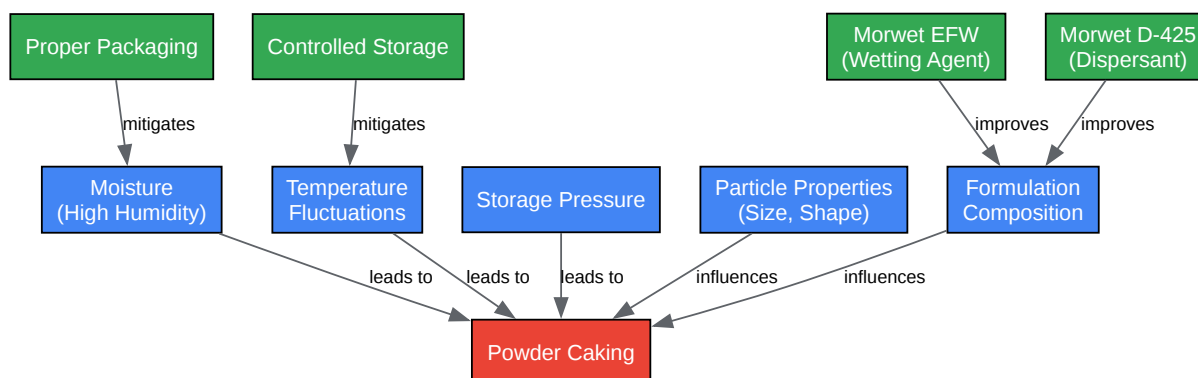 Proper Packaging
Controlled Storage
Morwet EFW
(Wetting Agent)
Morwet D-425
(Dispersant)
mitigates
mitigates
improves
improves
Moisture
(High Humidity)
Temperature
Fluctuations
Storage Pressure
Particle Properties
(Size, Shape)
Formulation
Composition
leads to
leads to
leads to
influences
influences
Powder Caking